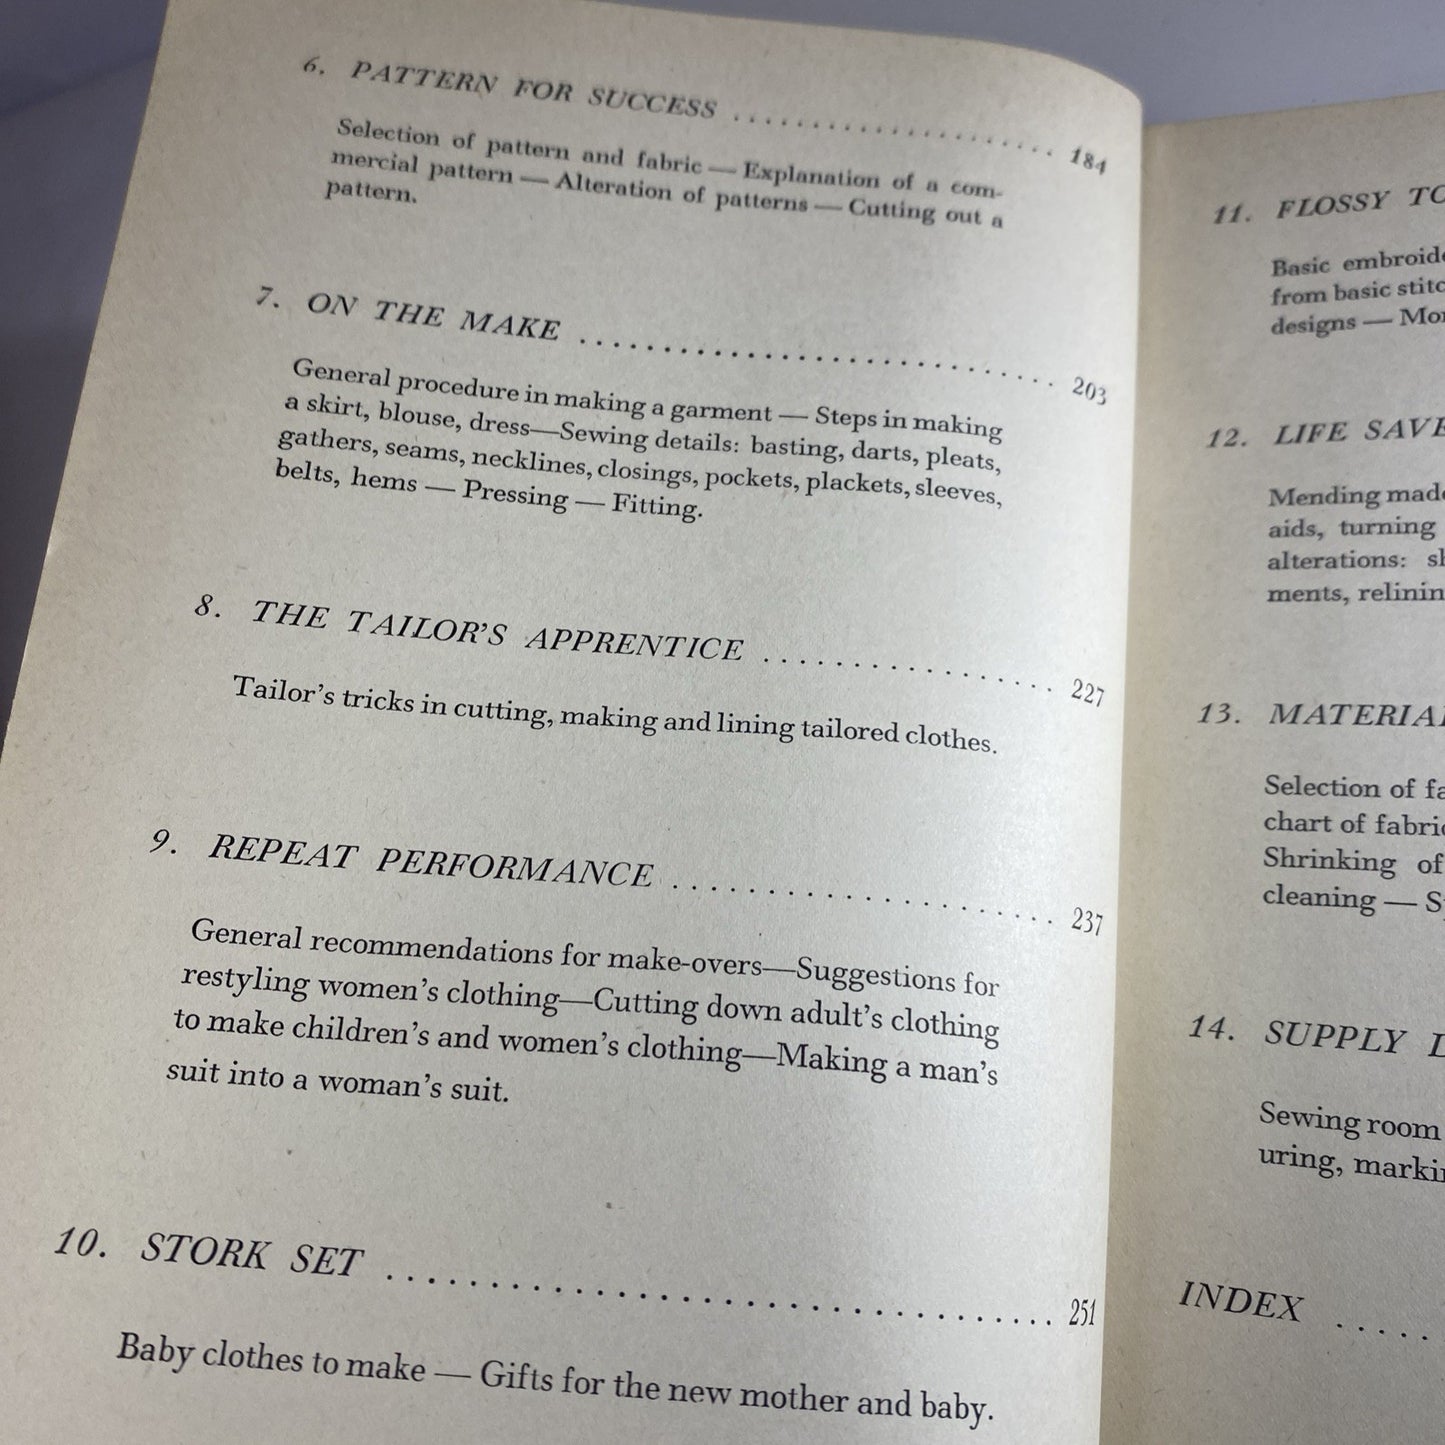 6. PATTERN FOR SUCCESS .................... 184
Selection of pattern and fabric — Explanation of a com-
mercial pattern — Alteration of patterns — Cutting out a
pattern.
7. ON THE MAKE ............................. 203
General procedure in making a garment — Steps in making
a skirt, blouse, dress—Sewing details: basting, darts, pleats,
gathers, seams, necklines, closings, pockets, plackets, sleeves,
belts, hems — Pressing — Fitting.
8. THE TAILOR'S APPRENTICE ................ 227
Tailor's tricks in cutting, making and lining tailored clothes.
9. REPEAT PERFORMANCE .................... 237
General recommendations for make-overs—Suggestions for
restyling women's clothing—Cutting down adult's clothing
to make children's and women's clothing—Making a man's
suit into a woman's suit.
10. STORK SET ................................. 251
Baby clothes to make — Gifts for the new mother and baby.
11. FLOSSY
Basic
from basic
designs —
12. LIFE
Mending
aids, turning
alterations:
ments,
13.
Selection of
chart of
Shrinking of
cleaning —
14. SUPPLY
Sewing room
uring,
INDEX .....